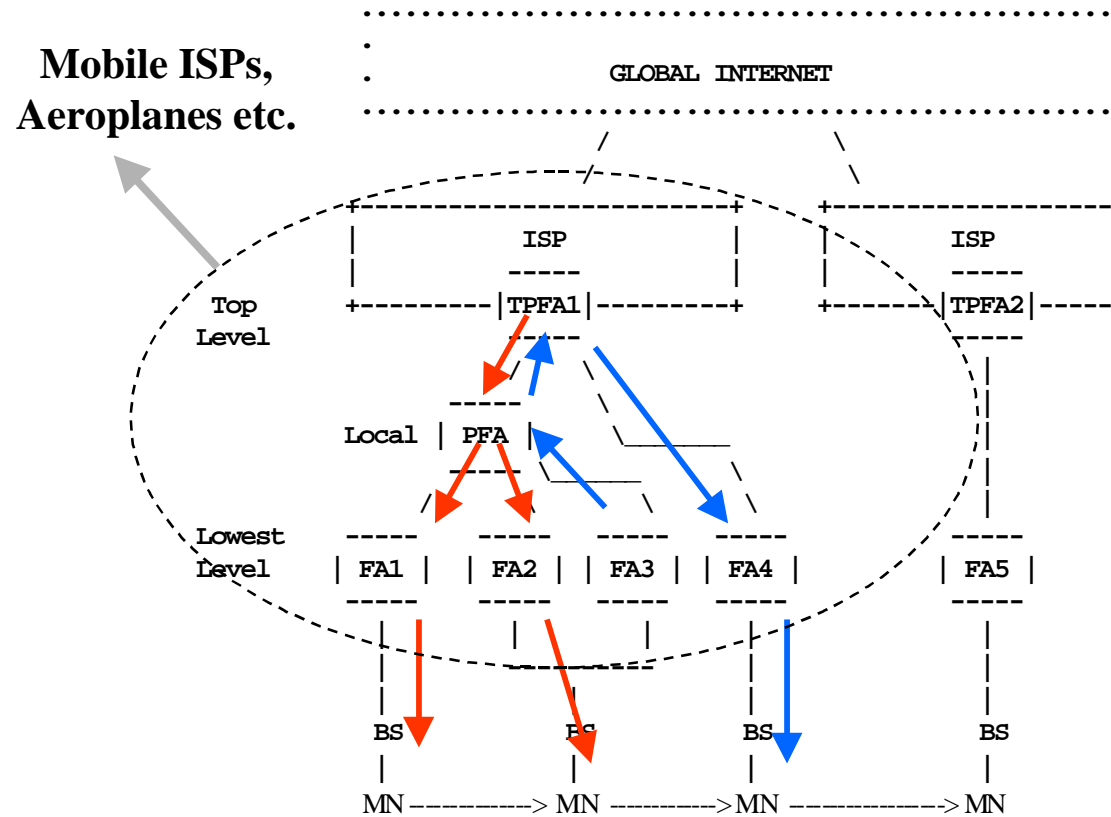 Mobile ISPs,
Aeroplanes etc.
GLOBAL INTERNET
ISP ISP
Top Level
|TPFA1| |TPFA2|
Local | PFA |
Lowest Level
| FA1 | | FA2 | | FA3 | | FA4 | | FA5 |
BS BS BS BS
MN -------------> MN -------------> MN -----------------> MN